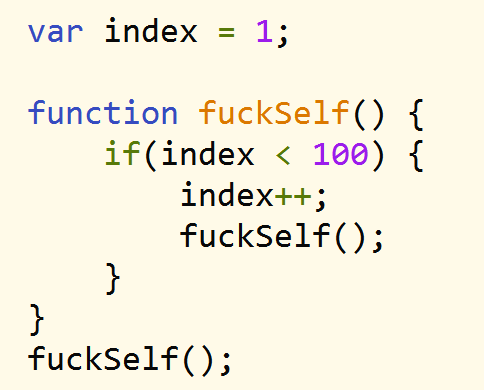 var index = 1;
function fuckSelf() {
if(index < 100) {
index++;
fuckSelf();
}
}
fuckSelf();